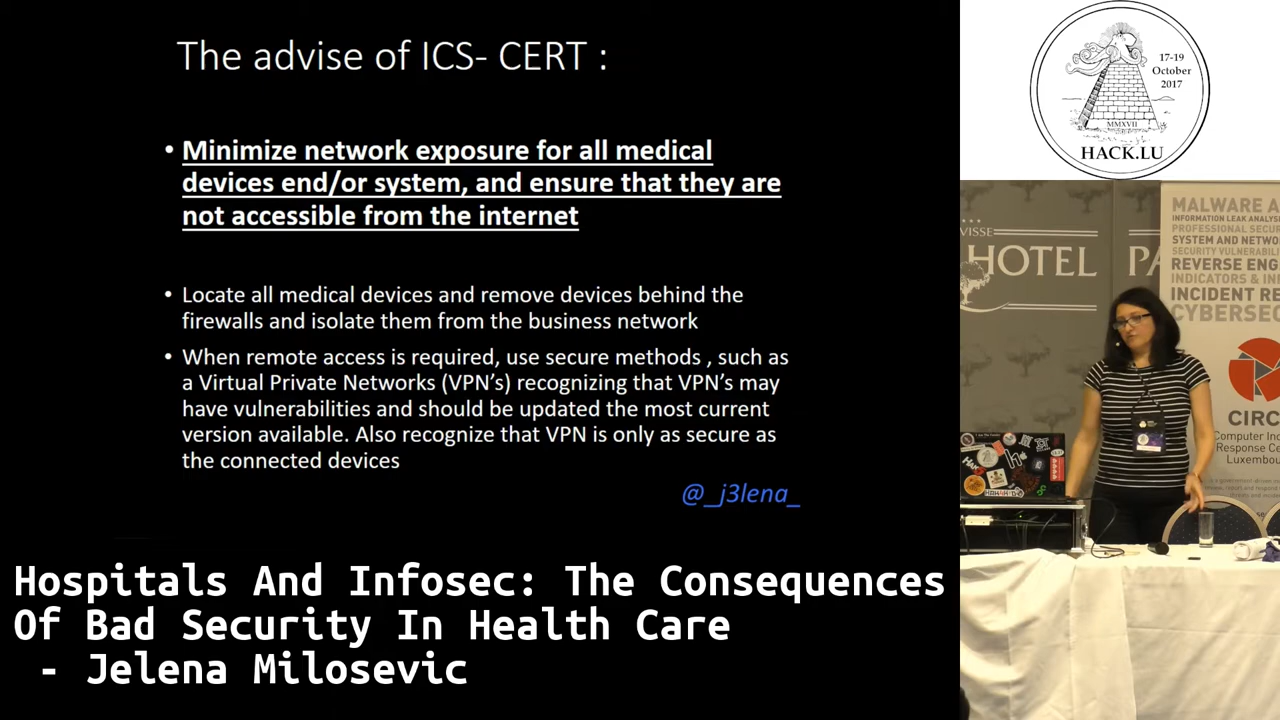 The advise of ICS- CERT :
• Minimize network exposure for all medical
devices end/or system, and ensure that they are
not accessible from the internet
• Locate all medical devices and remove devices behind the
firewalls and isolate them from the business network
• When remote access is required, use secure methods , such as
a Virtual Private Networks (VPN’s) recognizing that VPN’s may
have vulnerabilities and should be updated the most current
version available. Also recognize that VPN is only as secure as
the connected devices
@_j3lena_
Hospitals And Infosec: The Consequences
Of Bad Security In Health Care
- Jelena Milosevic
17-19
October
2017
MMXVII
HACK.LU
VISSE
HOTEL
PA
MALWARE A
INFORMATION LEAK ANALYS
PROFESSIONAL SECUR
SYSTEM AND NETWO
SECURITY VULNERABILI
REVERSE ENG
INDICATORS & IN
INCIDENT RE
CYBERSEC
CIRC
Computer Inc
Response Ce
Luxembou